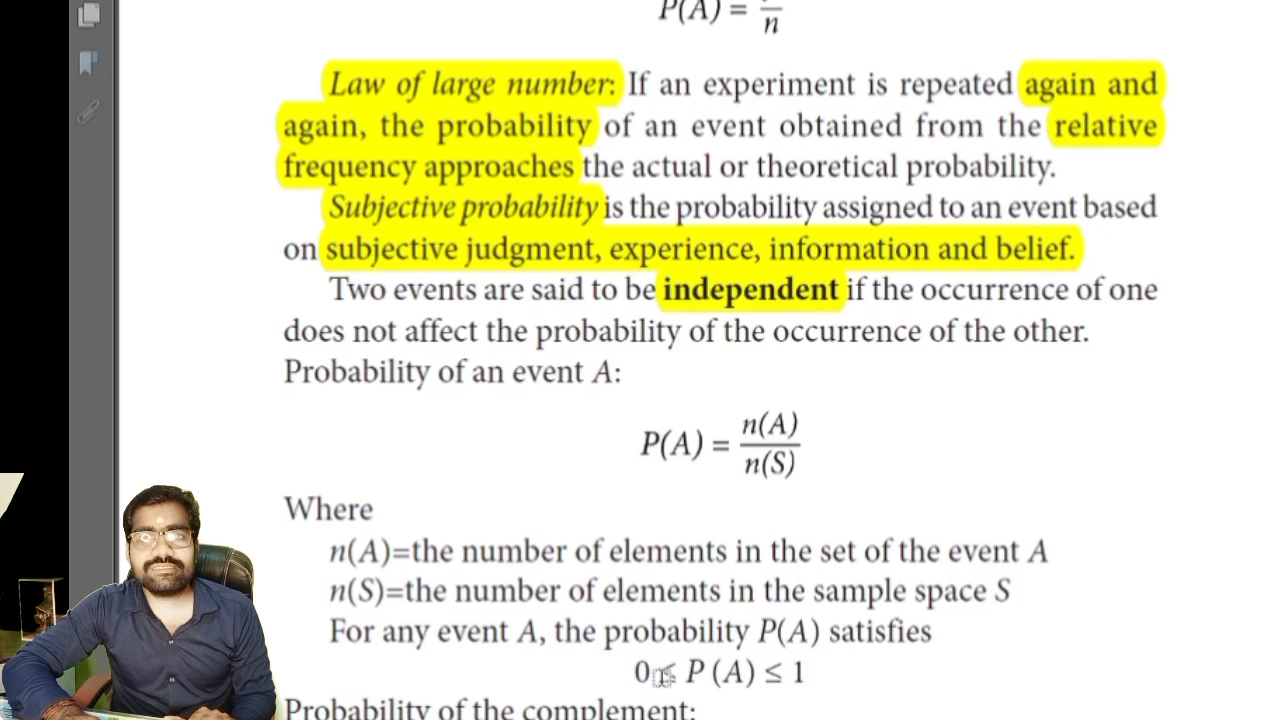 P(A) = 
n
Law of large number: If an experiment is repeated again and
again, the probability of an event obtained from the relative
frequency approaches the actual or theoretical probability.
Subjective probability is the probability assigned to an event based
on subjective judgment, experience, information and belief.
Two events are said to be independent if the occurrence of one
does not affect the probability of the occurrence of the other.
Probability of an event A:
P(A) = n(A)
n(S)
Where
n(A)=the number of elements in the set of the event A
n(S)=the number of elements in the sample space S
For any event A, the probability P(A) satisfies
0 ≤ P (A) ≤ 1
Probability of the complement: